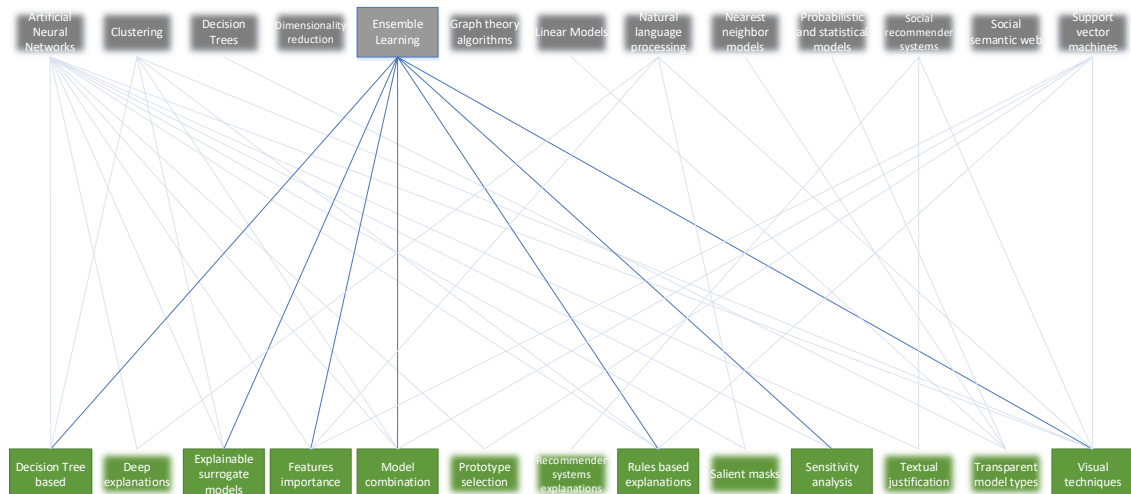 Artificial
Neural
Networks
Clustering
Decision
Trees
Dimensionality
reduction
Ensemble
Learning
Graph theory
algorithms
Linear Models
Natural
language
processing
Nearest
neighbor
models
Probabilistic
and statistical
models
Social
recommender
systems
Social
semantic web
Support
vector
machines
Decision Tree
based
Deep
explanations
Explainable
surrogate
models
Features
importance
Model
combination
Prototype
selection
Recommender
systems explanations
Rules based
explanations
Salient masks
Sensitivity
analysis
Textual
justification
Transparent
model types
Visual
techniques